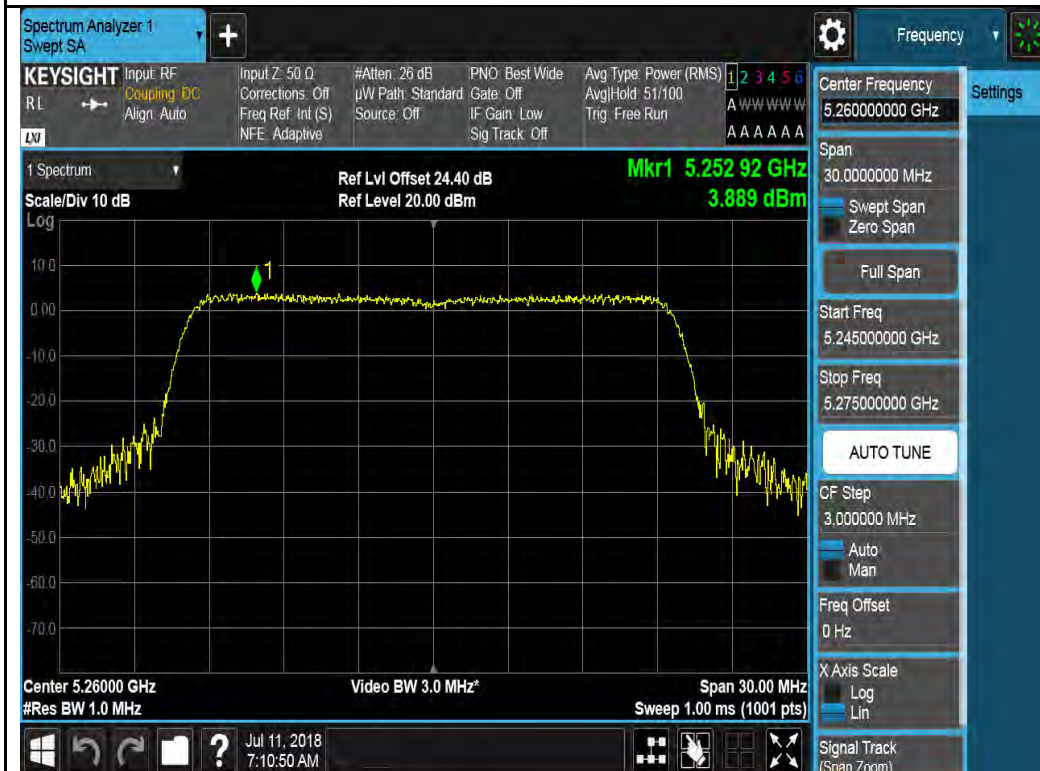 Spectrum Analyzer 1
Swept SA
+
Frequency
KEYSIGHT
RL
LXI
Input: RF
Coupling: DC
Align: Auto
Input Z: 50 Ω
Corrections: Off
Freq Ref: Int (S)
NFE: Adaptive
#Atten: 26 dB
µW Path: Standard
Source: Off
PNO: Best Wide
Gate: Off
IF Gain: Low
Sig Track: Off
Avg Type: Power (RMS)
Avg|Hold: 51/100
Trig: Free Run
1 2 3 4 5 6
A W W W W W
A A A A A A
Center Frequency
5.260000000 GHz
Settings
Span
30.0000000 MHz
Swept Span
Zero Span
Full Span
Start Freq
5.245000000 GHz
Stop Freq
5.275000000 GHz
AUTO TUNE
CF Step
3.000000 MHz
Auto
Man
Freq Offset
0 Hz
X Axis Scale
Log
Lin
Signal Track
(Span Zoom)
1 Spectrum
Scale/Div 10 dB
Ref Lvl Offset 24.40 dB
Ref Level 20.00 dBm
Mkr1 5.252 92 GHz
3.889 dBm
Log
1
10.0
0.00
-10.0
-20.0
-30.0
-40.0
-50.0
-60.0
-70.0
Center 5.26000 GHz
#Res BW 1.0 MHz
Video BW 3.0 MHz*
Span 30.00 MHz
Sweep 1.00 ms (1001 pts)
?
Jul 11, 2018
7:10:50 AM